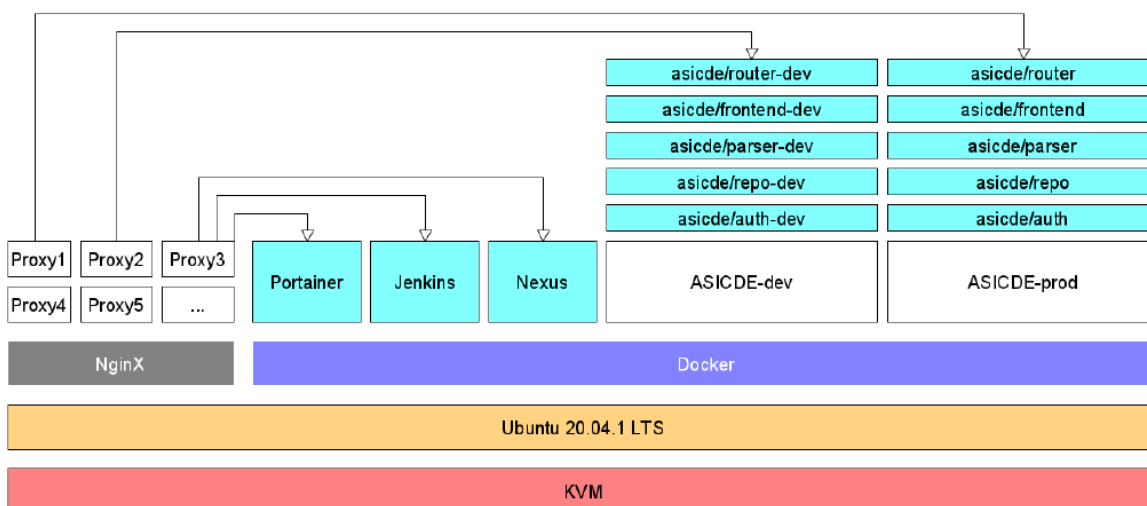 asicde/router-dev
asicde/router
asicde/frontend-dev
asicde/frontend
asicde/parser-dev
asicde/parser
asicde/repo-dev
asicde/repo
asicde/auth-dev
asicde/auth
Proxy1
Proxy2
Proxy3
Proxy4
Proxy5
...
Portainer
Jenkins
Nexus
ASICDE-dev
ASICDE-prod
NginX
Docker
Ubuntu 20.04.1 LTS
KVM